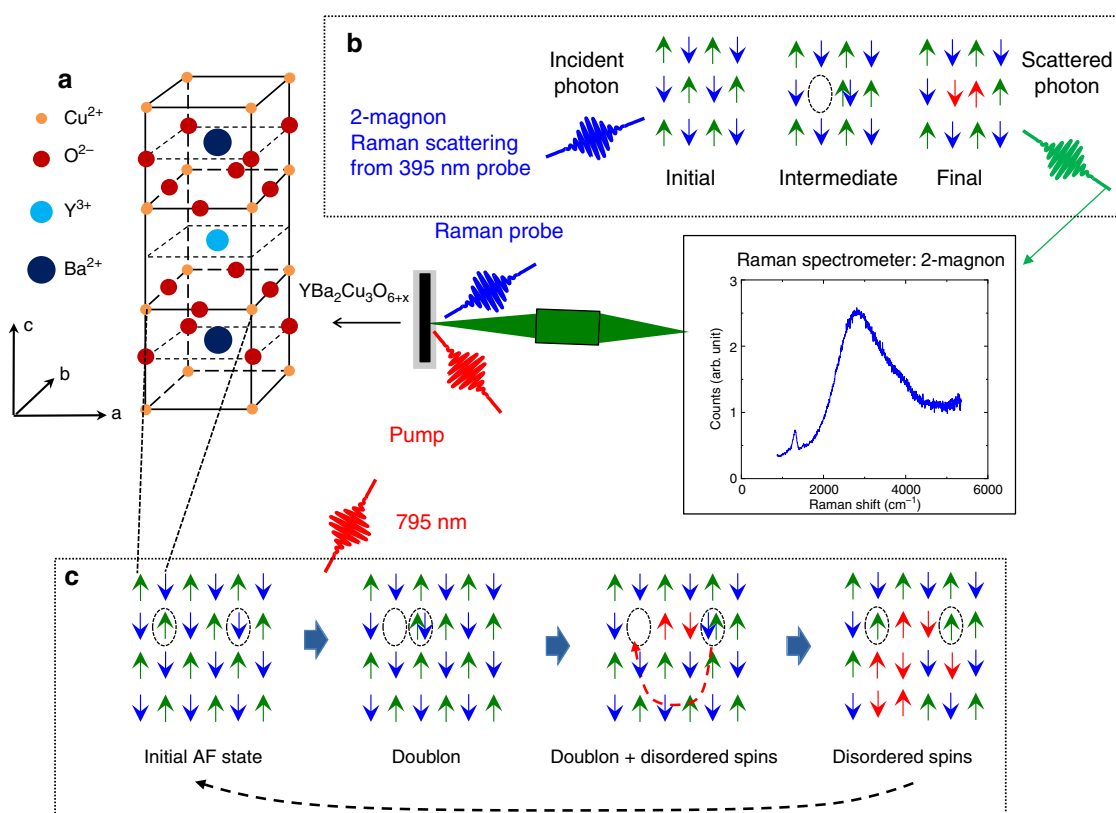 a
Cu²⁺
O²⁻
Y³⁺
Ba²⁺
c
b
a
b
Incident
photon
2-magnon
Raman scattering
from 395 nm probe
Initial
Intermediate
Final
Scattered
photon
Raman probe
YBa₂Cu₃O₆₊ₓ
Pump
795 nm
Raman spectrometer: 2-magnon
Counts (arb. unit)
3
2
1
0
0
2000
4000
6000
Raman shift (cm⁻¹)
c
Initial AF state
Doublon
Doublon + disordered spins
Disordered spins